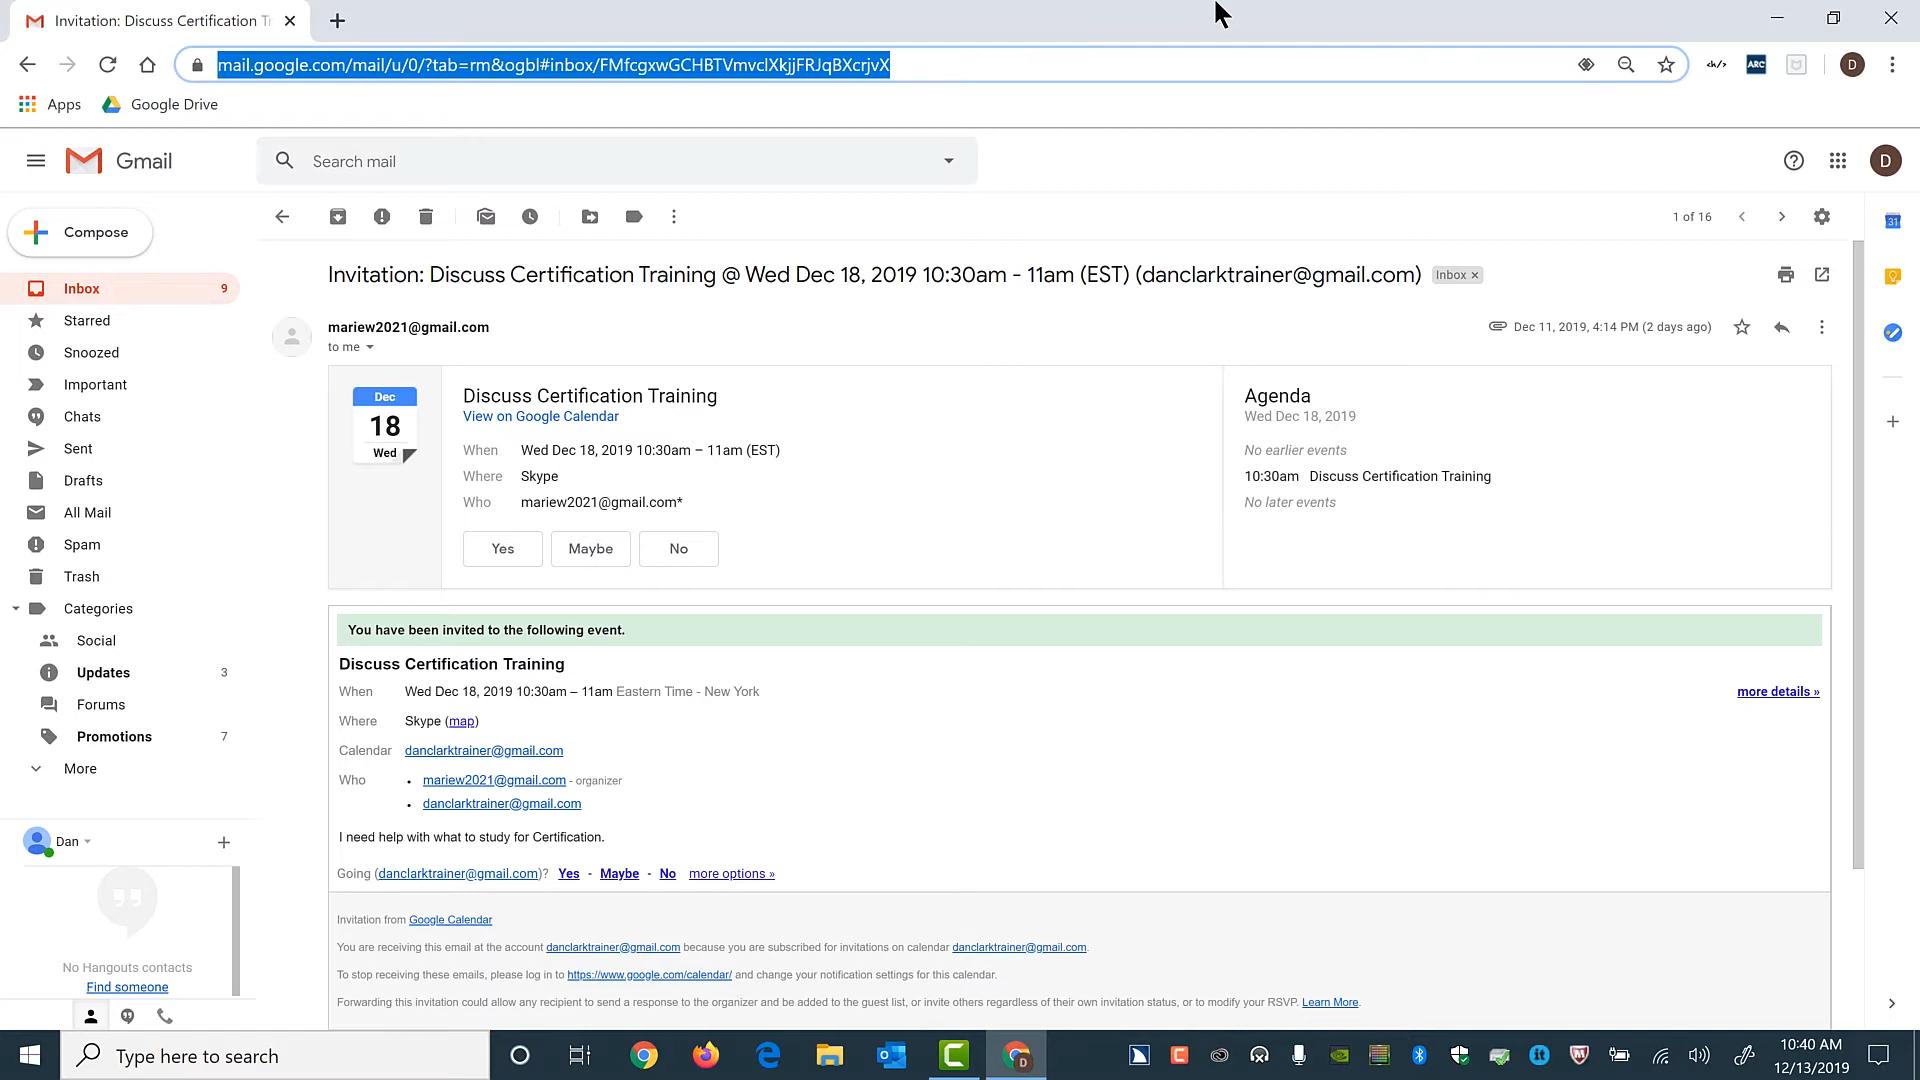 Invitation: Discuss Certification Tr
mail.google.com/mail/u/0/?tab=rm&ogbl#inbox/FMfcgxwGCHBTVmvclXkjjFRJqBXcrjvX
</>
ARC
D
Apps
Google Drive
Gmail
Search mail
D
Compose
1 of 16
31
Inbox 9
Starred
Snoozed
Important
Chats
Sent
Drafts
All Mail
Spam
Trash
Categories
Social
Updates 3
Forums
Promotions 7
More
Dan
No Hangouts contacts
Find someone
Invitation: Discuss Certification Training @ Wed Dec 18, 2019 10:30am - 11am (EST) (danclarktrainer@gmail.com)
Inbox ×
mariew2021@gmail.com
to me
Dec 11, 2019, 4:14 PM (2 days ago)
Dec
18
Wed
Discuss Certification Training
View on Google Calendar
When Wed Dec 18, 2019 10:30am – 11am (EST)
Where Skype
Who mariew2021@gmail.com*
Yes
Maybe
No
Agenda
Wed Dec 18, 2019
No earlier events
10:30am Discuss Certification Training
No later events
You have been invited to the following event.
Discuss Certification Training
When Wed Dec 18, 2019 10:30am – 11am Eastern Time - New York
more details »
Where Skype (map)
Calendar danclarktrainer@gmail.com
Who • mariew2021@gmail.com - organizer
• danclarktrainer@gmail.com
I need help with what to study for Certification.
Going (danclarktrainer@gmail.com)? Yes - Maybe - No more options »
Invitation from Google Calendar
You are receiving this email at the account danclarktrainer@gmail.com because you are subscribed for invitations on calendar danclarktrainer@gmail.com.
To stop receiving these emails, please log in to https://www.google.com/calendar/ and change your notification settings for this calendar.
Forwarding this invitation could allow any recipient to send a response to the organizer and be added to the guest list, or invite others regardless of their own invitation status, or to modify your RSVP. Learn More.
Type here to search
D
10:40 AM
12/13/2019